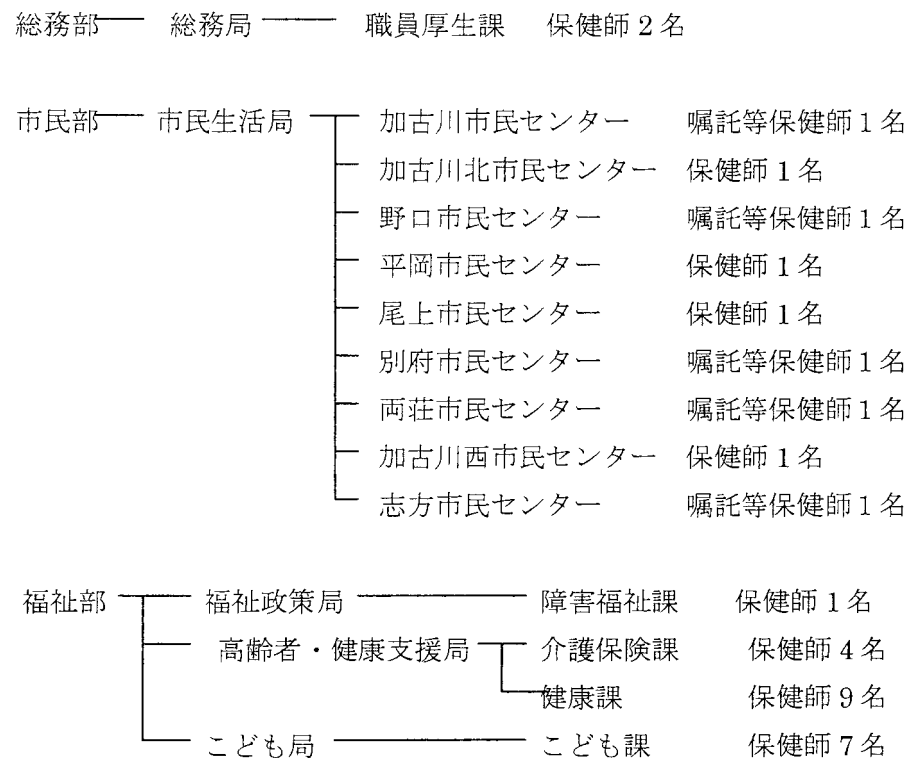 総務部 総務局 職員厚生課 保健師2名
市民部 市民生活局 加古川市民センター 嘱託等保健師1名
加古川北市民センター 保健師1名
野口市民センター 嘱託等保健師1名
平岡市民センター 保健師1名
尾上市民センター 保健師1名
別府市民センター 嘱託等保健師1名
両荘市民センター 嘱託等保健師1名
加古川西市民センター 保健師1名
志方市民センター 嘱託等保健師1名
福祉部 福祉政策局 障害福祉課 保健師1名
高齢者・健康支援局 介護保険課 保健師4名
健康課 保健師9名
こども局 こども課 保健師7名